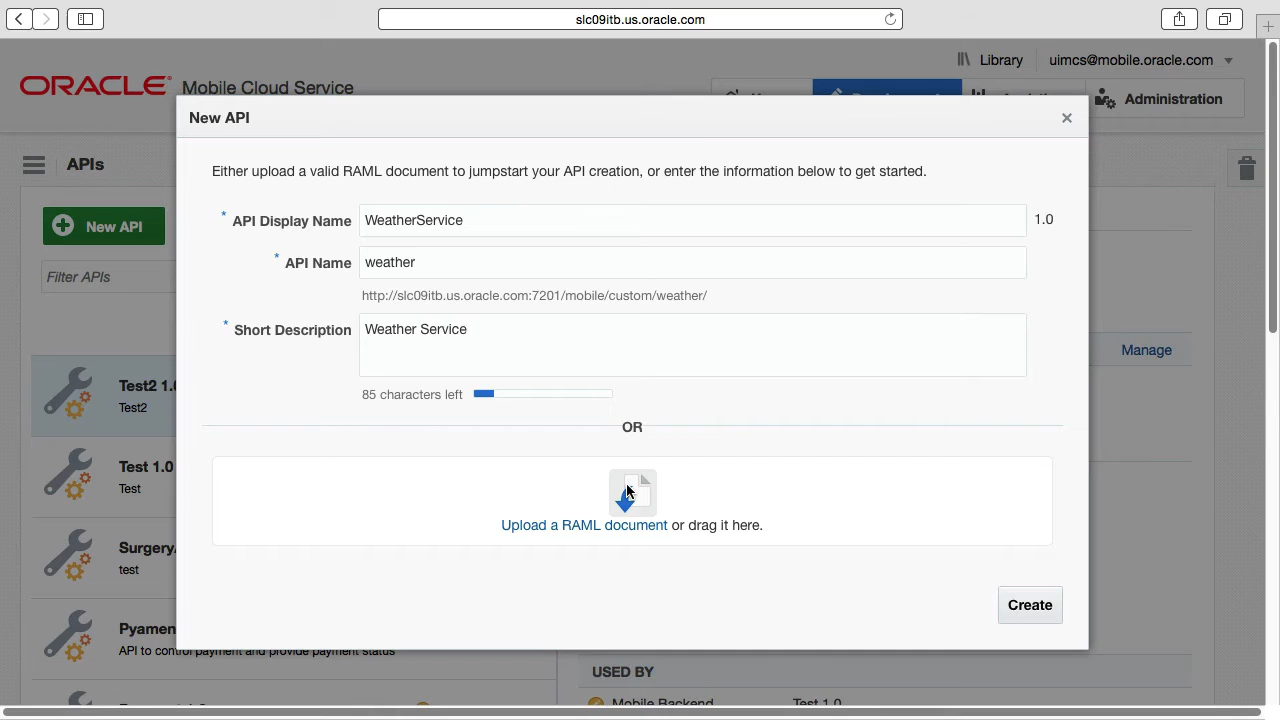 slc09itb.us.oracle.com
Library
uimcs@mobile.oracle.com
ORACLE Mobile Cloud Service
Administration
New API
×
APIs
Either upload a valid RAML document to jumpstart your API creation, or enter the information below to get started.
* API Display Name WeatherService 1.0
New API
* API Name weather
Filter APIs
http://slc09itb.us.oracle.com:7201/mobile/custom/weather/
* Short Description Weather Service
Manage
85 characters left
Test2 1.0
Test2
OR
Test 1.0
Test
Upload a RAML document or drag it here.
test
Create
API to control payment and provide payment status
USED BY
Mobile Backend Test 1.0